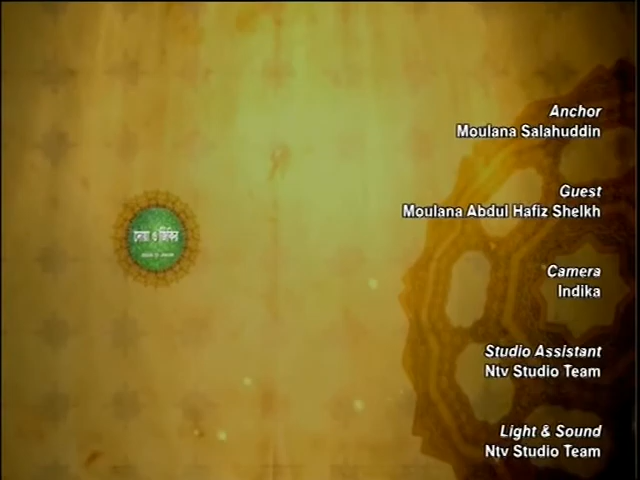 দোয়া ও জিকির
Anchor
Moulana Salahuddin
Guest
Moulana Abdul Hafiz Sheikh
Camera
Indika
Studio Assistant
Ntv Studio Team
Light & Sound
Ntv Studio Team